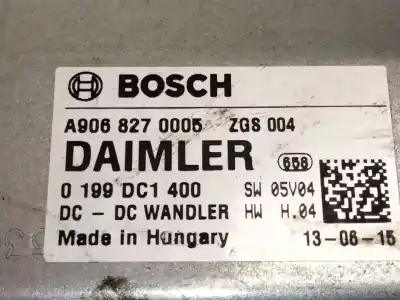 BOSCH
A906 827 0005 ZGS 004
DAIMLER 658
0 199 DC1 400 SW 05V04
DC - DC WANDLER HW H.04
Made in Hungary 13-06-15